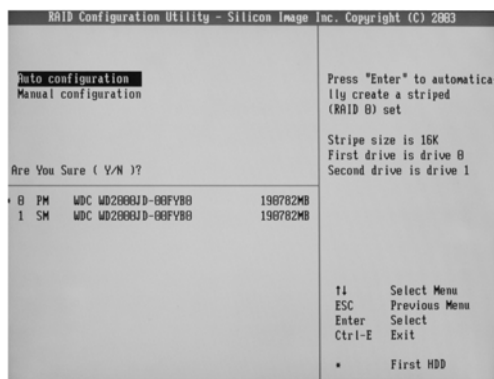 RAID Configuration Utility - Silicon Image Inc. Copyright (C) 2003
Auto configuration
Manual configuration
Are You Sure ( Y/N )?
Press "Enter" to automatica
lly create a striped
(RAID 0) set
Stripe size is 16K
First drive is drive 0
Second drive is drive 1
* 0 PM WDC WD2000JD-00FYB0 190782MB
1 SM WDC WD2000JD-00FYB0 190782MB
↑↓ Select Menu
ESC Previous Menu
Enter Select
Ctrl-E Exit
* First HDD